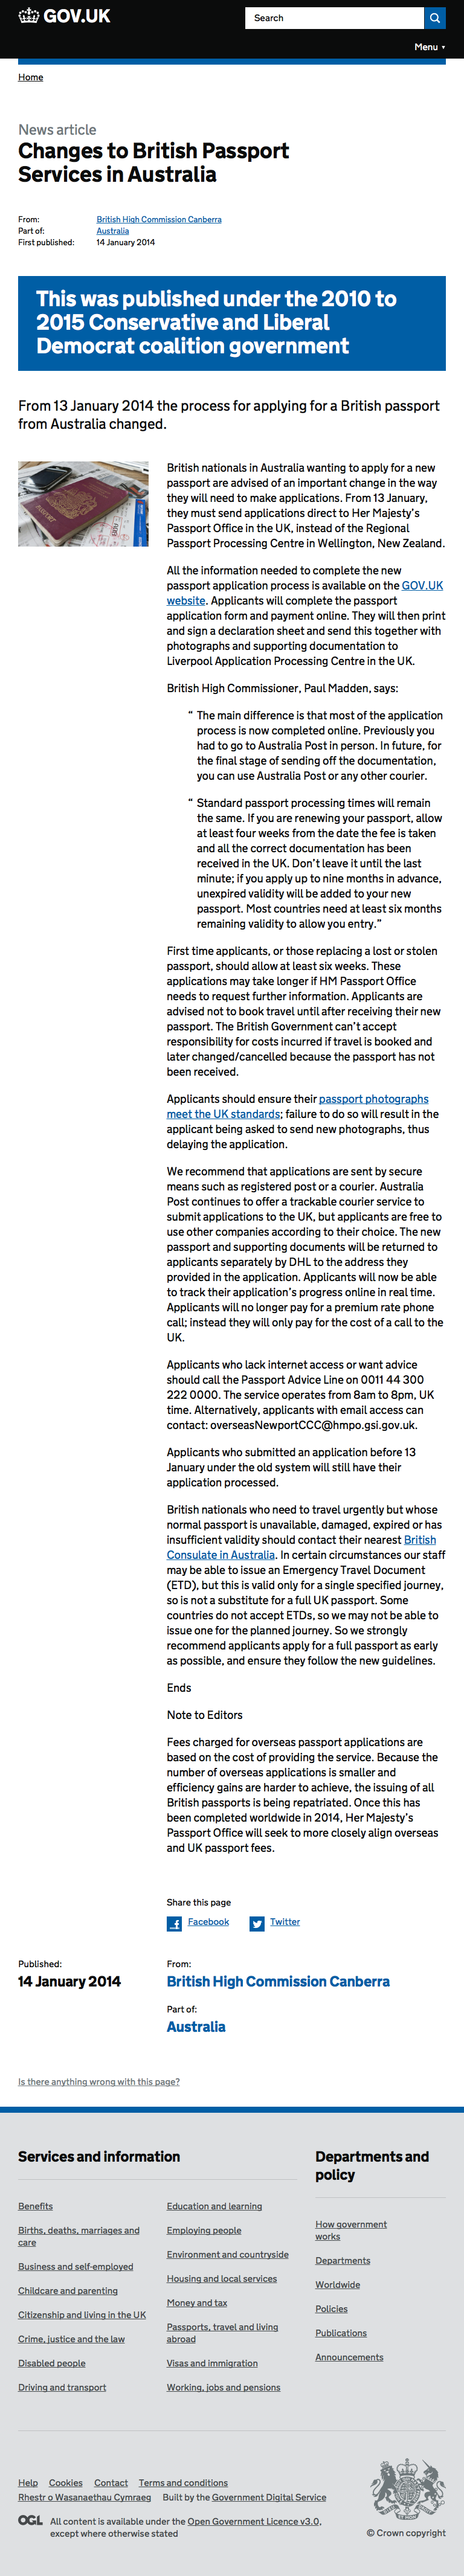 GOV.UK
Search
Menu ▼
Home
News article
Changes to British Passport
Services in Australia
From: British High Commission Canberra
Part of: Australia
First published: 14 January 2014
This was published under the 2010 to
2015 Conservative and Liberal
Democrat coalition government
From 13 January 2014 the process for applying for a British passport
from Australia changed.
British nationals in Australia wanting to apply for a new
passport are advised of an important change in the way
they will need to make applications. From 13 January,
they must send applications direct to Her Majesty's
Passport Office in the UK, instead of the Regional
Passport Processing Centre in Wellington, New Zealand.
All the information needed to complete the new
passport application process is available on the GOV.UK
website. Applicants will complete the passport
application form and payment online. They will then print
and sign a declaration sheet and send this together with
photographs and supporting documentation to
Liverpool Application Processing Centre in the UK.
British High Commissioner, Paul Madden, says:
“ The main difference is that most of the application
process is now completed online. Previously you
had to go to Australia Post in person. In future, for
the final stage of sending off the documentation,
you can use Australia Post or any other courier.
“ Standard passport processing times will remain
the same. If you are renewing your passport, allow
at least four weeks from the date the fee is taken
and all the correct documentation has been
received in the UK. Don’t leave it until the last
minute; if you apply up to nine months in advance,
unexpired validity will be added to your new
passport. Most countries need at least six months
remaining validity to allow you entry.”
First time applicants, or those replacing a lost or stolen
passport, should allow at least six weeks. These
applications may take longer if HM Passport Office
needs to request further information. Applicants are
advised not to book travel until after receiving their new
passport. The British Government can’t accept
responsibility for costs incurred if travel is booked and
later changed/cancelled because the passport has not
been received.
Applicants should ensure their passport photographs
meet the UK standards; failure to do so will result in the
applicant being asked to send new photographs, thus
delaying the application.
We recommend that applications are sent by secure
means such as registered post or a courier. Australia
Post continues to offer a trackable courier service to
submit applications to the UK, but applicants are free to
use other companies according to their choice. The new
passport and supporting documents will be returned to
applicants separately by DHL to the address they
provided in the application. Applicants will now be able
to track their application’s progress online in real time.
Applicants will no longer pay for a premium rate phone
call; instead they will only pay for the cost of a call to the
UK.
Applicants who lack internet access or want advice
should call the Passport Advice Line on 0011 44 300
222 0000. The service operates from 8am to 8pm, UK
time. Alternatively, applicants with email access can
contact: overseasNewportCCC@hmpo.gsi.gov.uk.
Applicants who submitted an application before 13
January under the old system will still have their
application processed.
British nationals who need to travel urgently but whose
normal passport is unavailable, damaged, expired or has
insufficient validity should contact their nearest British
Consulate in Australia. In certain circumstances our staff
may be able to issue an Emergency Travel Document
(ETD), but this is valid only for a single specified journey,
so is not a substitute for a full UK passport. Some
countries do not accept ETDs, so we may not be able to
issue one for the planned journey. So we strongly
recommend applicants apply for a full passport as early
as possible, and ensure they follow the new guidelines.
Ends
Note to Editors
Fees charged for overseas passport applications are
based on the cost of providing the service. Because the
number of overseas applications is smaller and
efficiency gains are harder to achieve, the issuing of all
British passports is being repatriated. Once this has
been completed worldwide in 2014, Her Majesty’s
Passport Office will seek to more closely align overseas
and UK passport fees.
Share this page
Facebook Twitter
Published:
14 January 2014
From:
British High Commission Canberra
Part of:
Australia
Is there anything wrong with this page?
Services and information
Benefits
Births, deaths, marriages and
care
Business and self-employed
Childcare and parenting
Citizenship and living in the UK
Crime, justice and the law
Disabled people
Driving and transport
Education and learning
Employing people
Environment and countryside
Housing and local services
Money and tax
Passports, travel and living
abroad
Visas and immigration
Working, jobs and pensions
Departments and
policy
How government
works
Departments
Worldwide
Policies
Publications
Announcements
Help Cookies Contact Terms and conditions
Rhestr o Wasanaethau Cymraeg Built by the Government Digital Service
OGL All content is available under the Open Government Licence v3.0,
except where otherwise stated
© Crown copyright